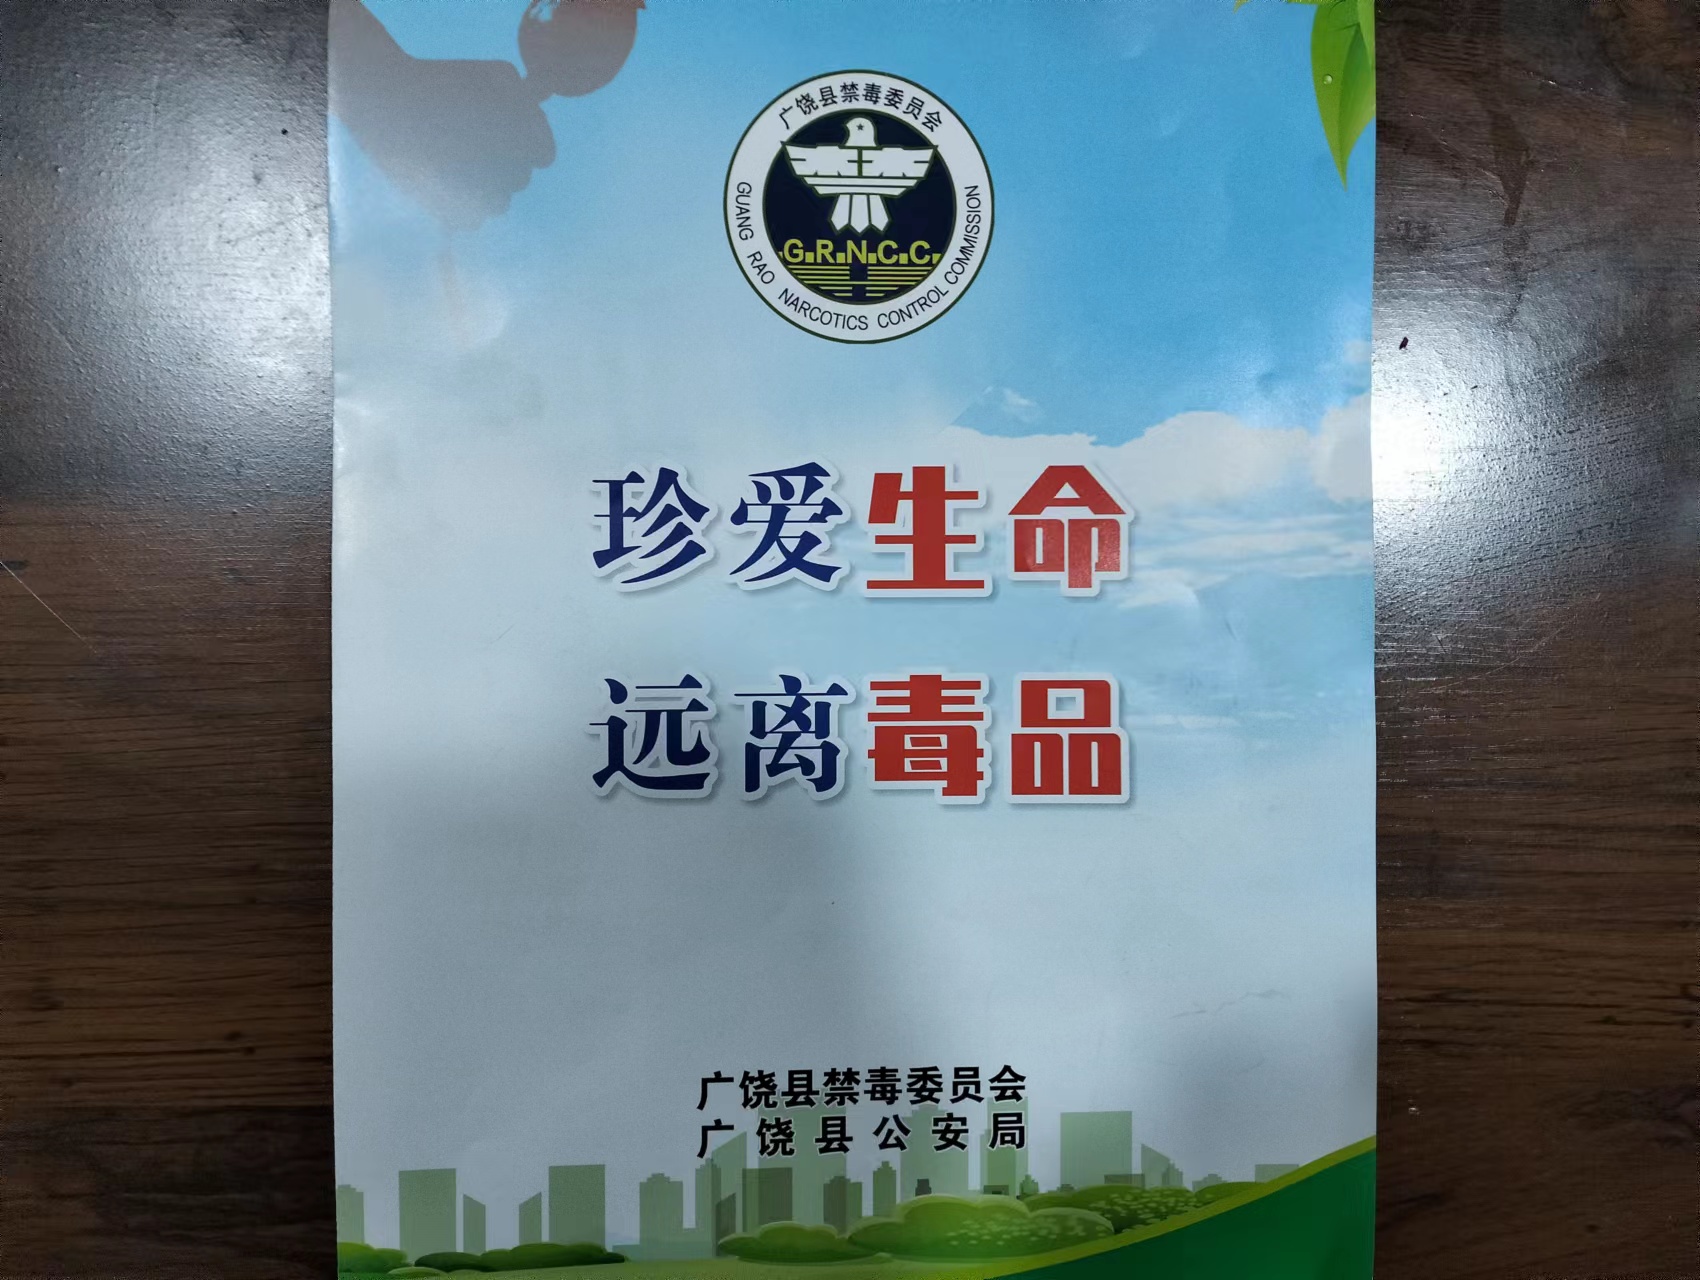 广饶县禁毒委员会
G.R.N.C.C.
GUANG RAO NARCOTICS CONTROL COMMISSION
珍爱生命
远离毒品
广饶县禁毒委员会
广饶县公安局